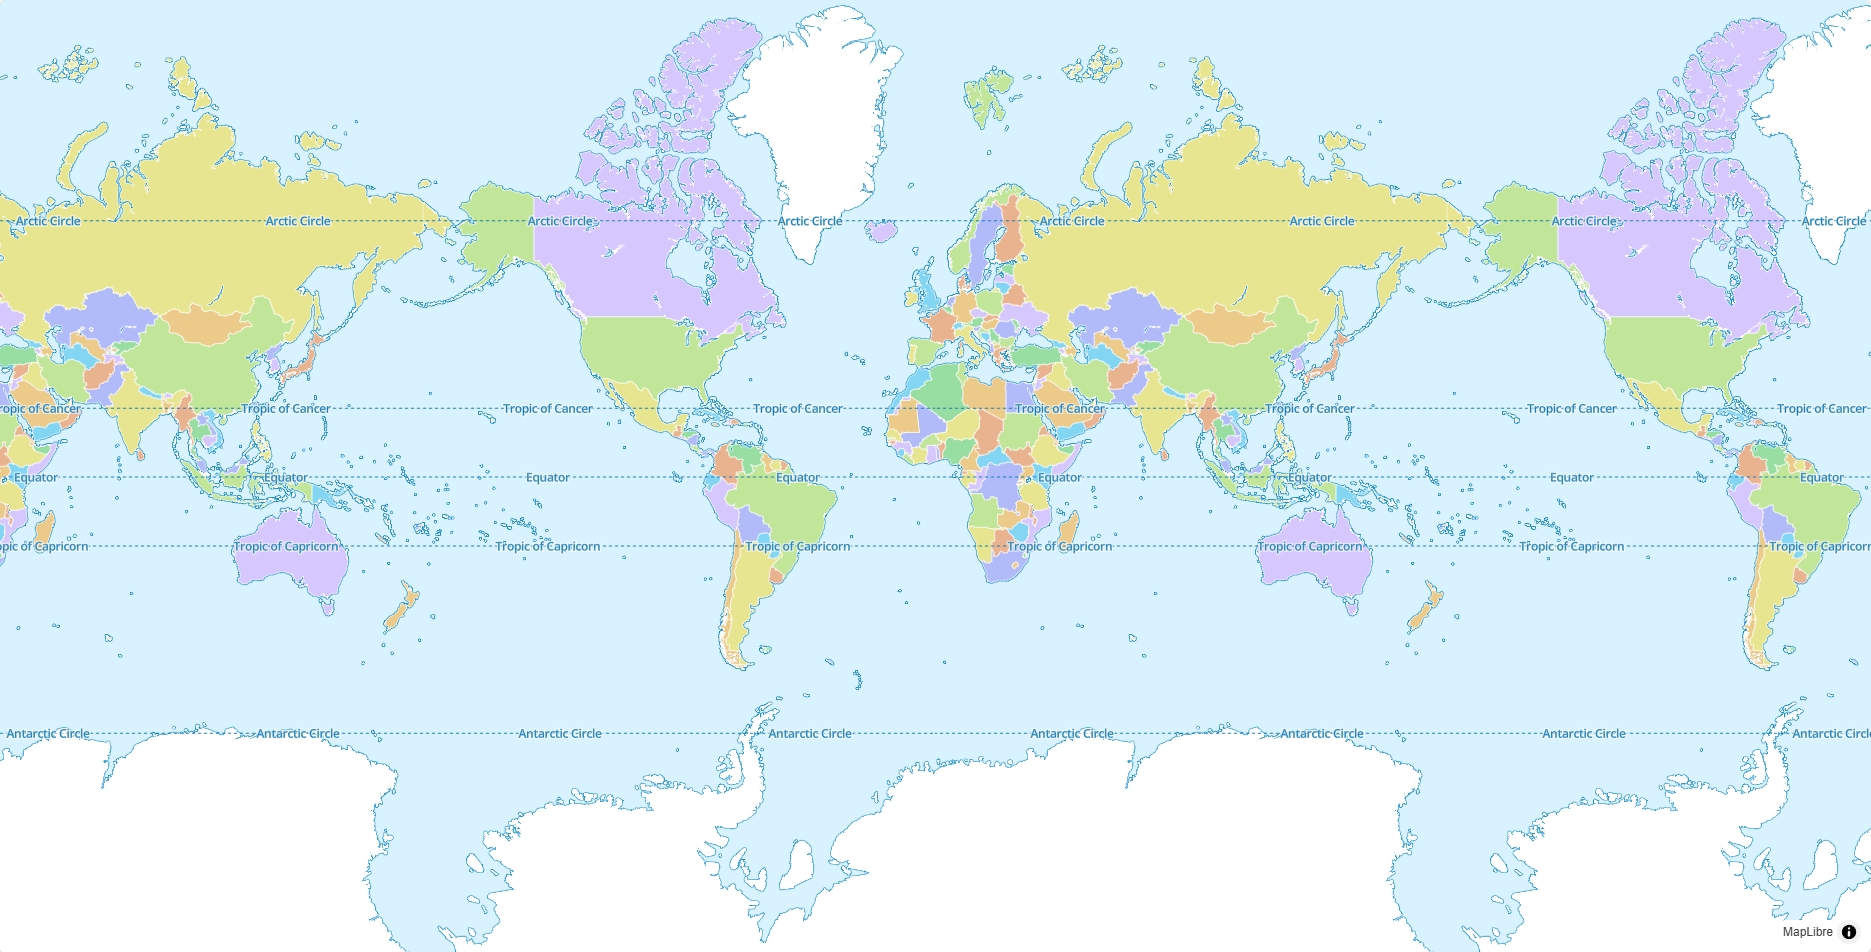 Arctic Circle Arctic Circle Arctic Circle Arctic Circle Arctic Circle Arctic Circle Arctic Circle Arctic Circle
ropic of Cancer Tropic of Cancer Tropic of Cancer Tropic of Cancer Tropic of Cancer Tropic of Cancer Tropic of Cancer Tropic of Cancer
Equator Equator Equator Equator Equator Equator Equator Equator
opic of Capricorn Tropic of Capricorn Tropic of Capricorn Tropic of Capricorn Tropic of Capricorn Tropic of Capricorn Tropic of Capricorn Tropic of Capricorn
Antarctic Circle Antarctic Circle Antarctic Circle Antarctic Circle Antarctic Circle Antarctic Circle Antarctic Circle Antarctic Circle
MapLibre